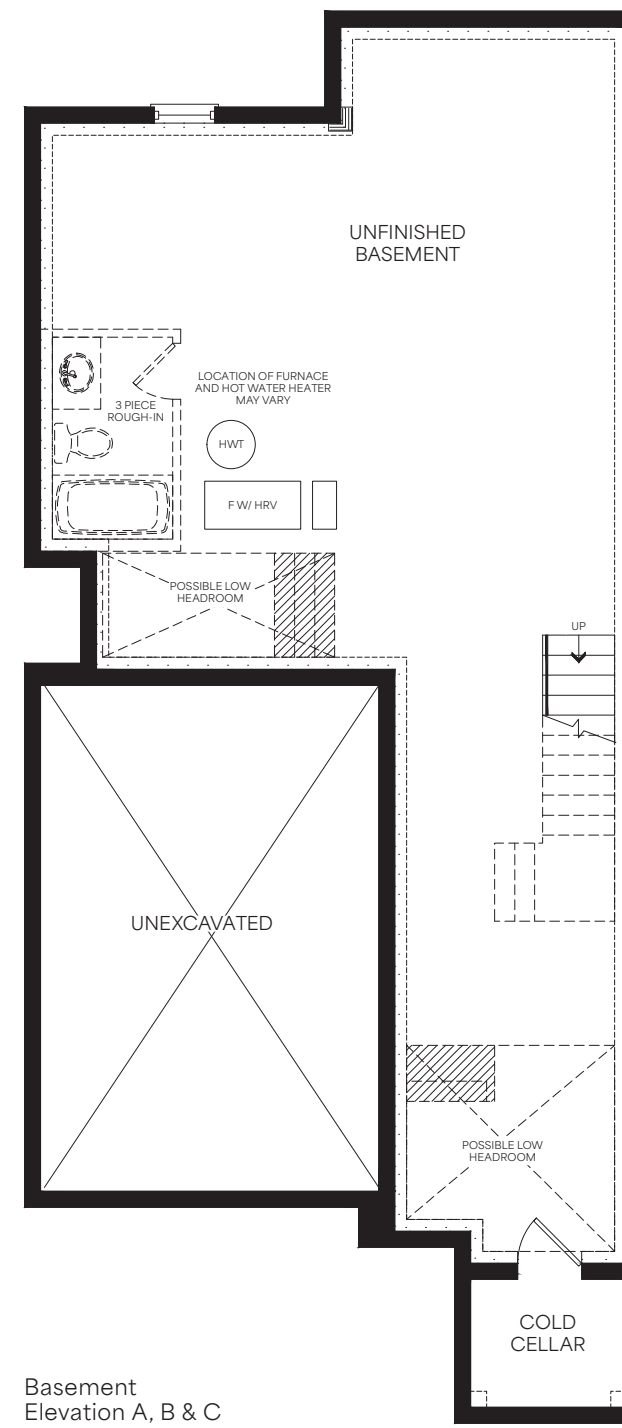 UNFINISHED
BASEMENT
LOCATION OF FURNACE
AND HOT WATER HEATER
MAY VARY
3 PIECE
ROUGH-IN
HWT
F W/ HRV
POSSIBLE LOW
HEADROOM
UP
UNEXCAVATED
POSSIBLE LOW
HEADROOM
COLD
CELLAR
Basement
Elevation A, B & C